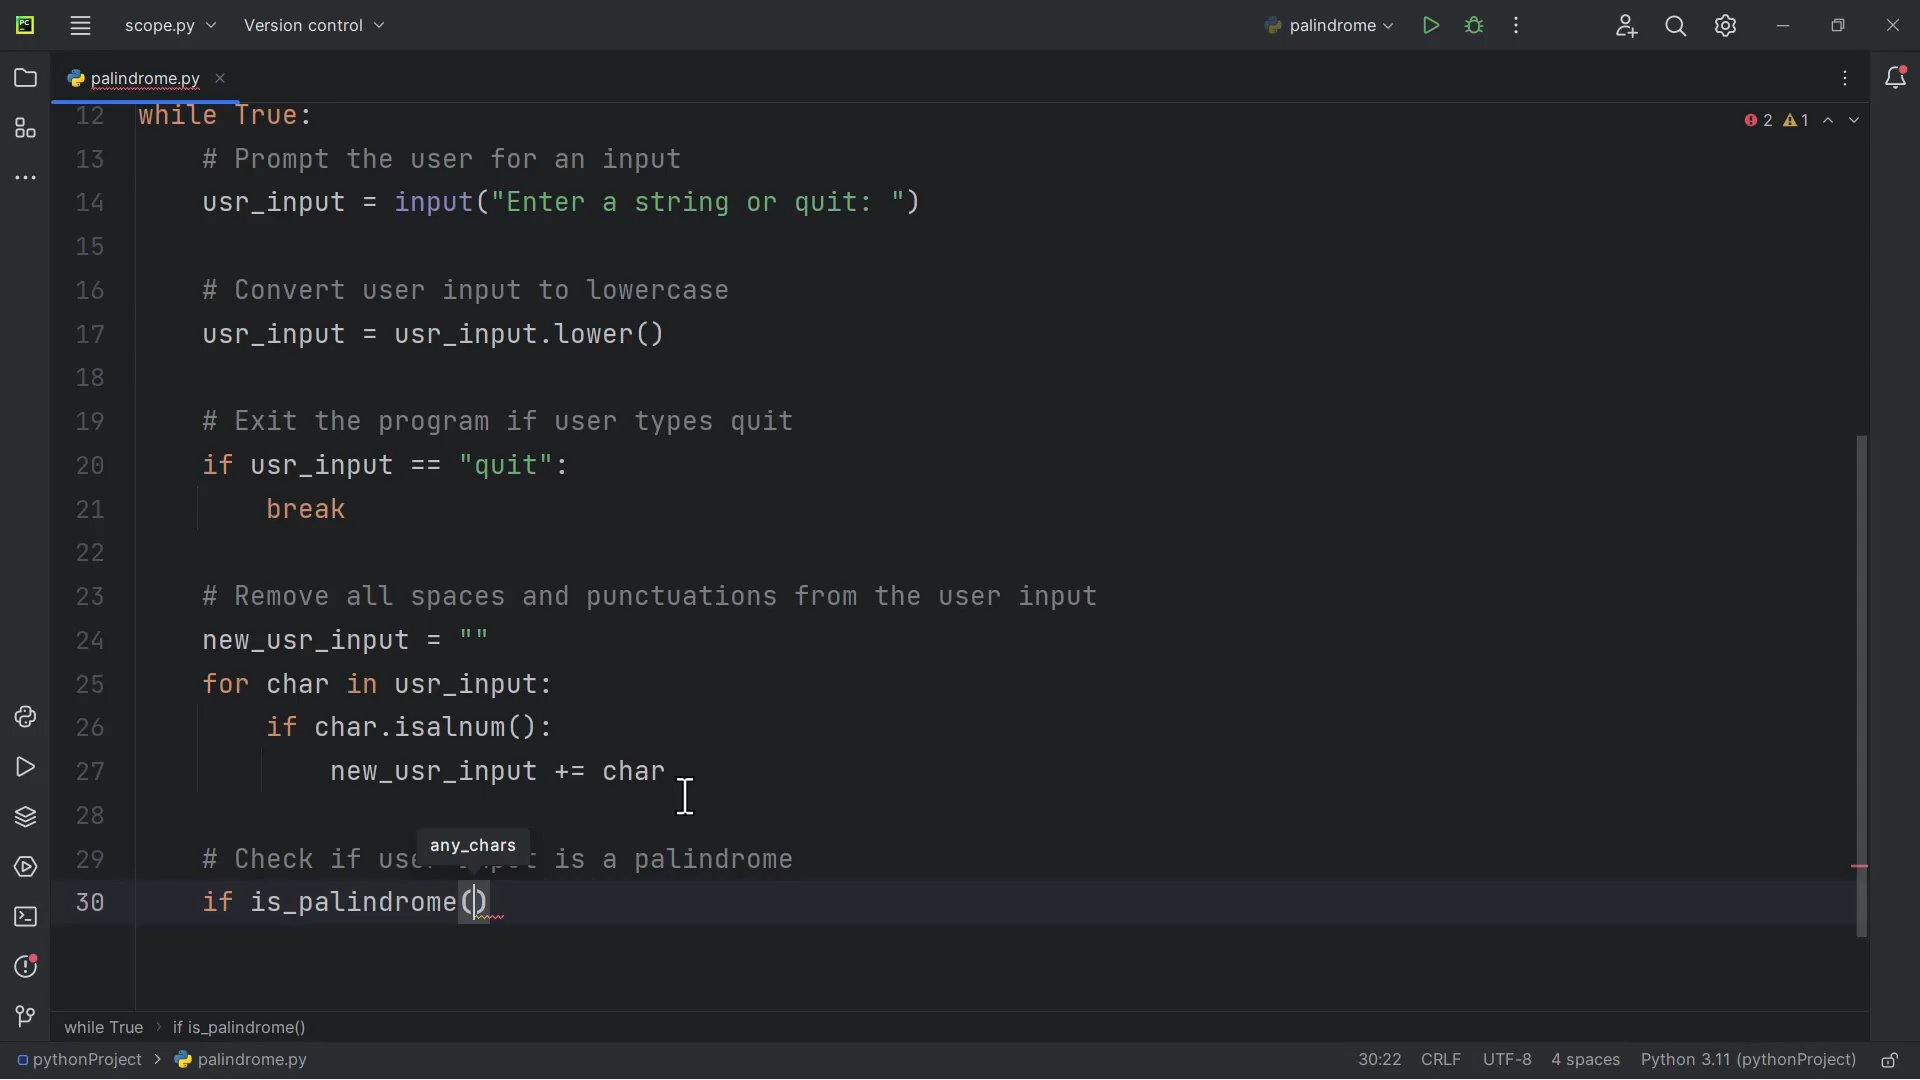 PC
scope.py
Version control
palindrome
palindrome.py
2 1
12 while True:
13 # Prompt the user for an input
14 usr_input = input("Enter a string or quit: ")
15
16 # Convert user input to lowercase
17 usr_input = usr_input.lower()
18
19 # Exit the program if user types quit
20 if usr_input == "quit":
21 break
22
23 # Remove all spaces and punctuations from the user input
24 new_usr_input = ""
25 for char in usr_input:
26 if char.isalnum():
27 new_usr_input += char
28
any_chars
29 # Check if user input is a palindrome
30 if is_palindrome()
while True > if is_palindrome()
pythonProject > palindrome.py
30:22 CRLF UTF-8 4 spaces Python 3.11 (pythonProject)